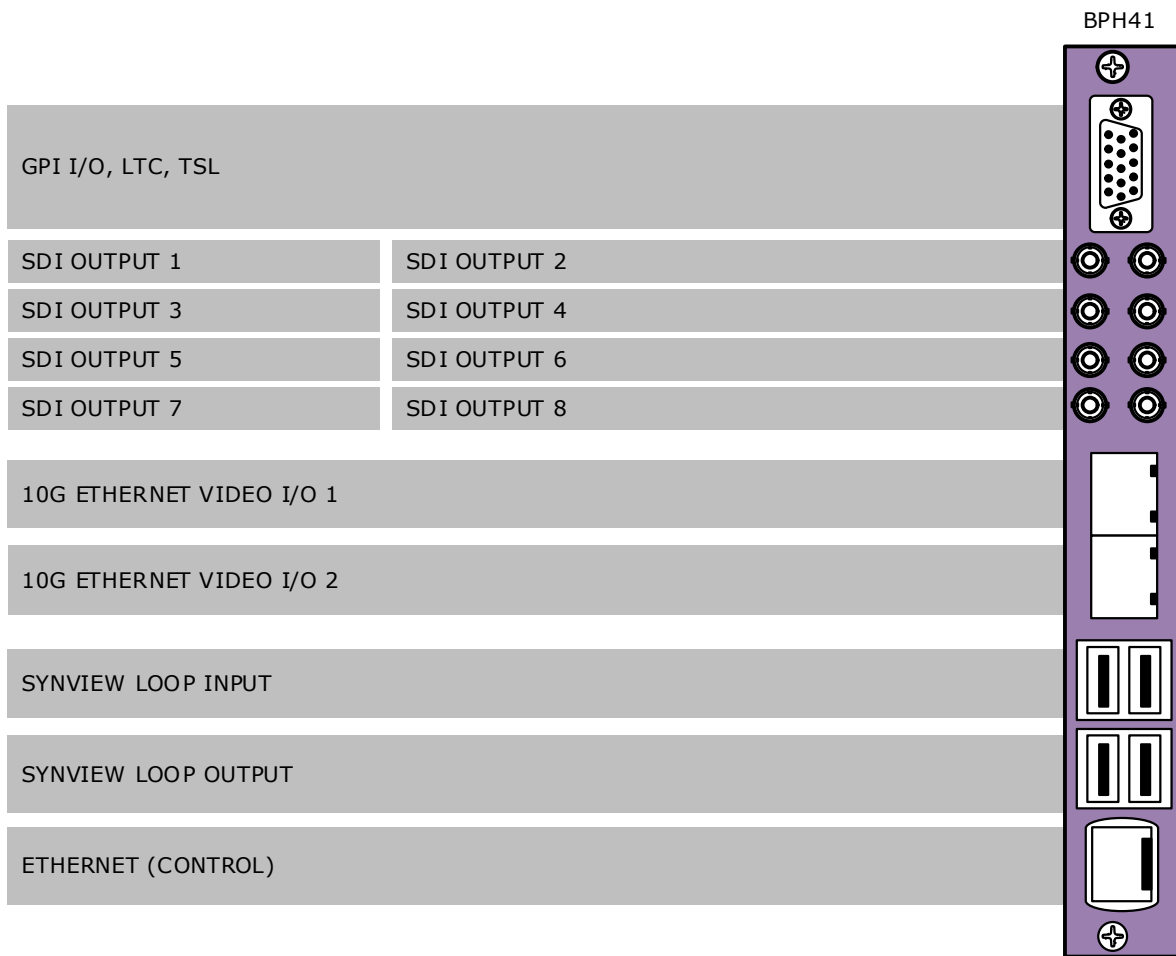 BPH41
GPI I/O, LTC, TSL
SDI OUTPUT 1
SDI OUTPUT 2
SDI OUTPUT 3
SDI OUTPUT 4
SDI OUTPUT 5
SDI OUTPUT 6
SDI OUTPUT 7
SDI OUTPUT 8
10G ETHERNET VIDEO I/O 1
10G ETHERNET VIDEO I/O 2
SYNVIEW LOOP INPUT
SYNVIEW LOOP OUTPUT
ETHERNET (CONTROL)